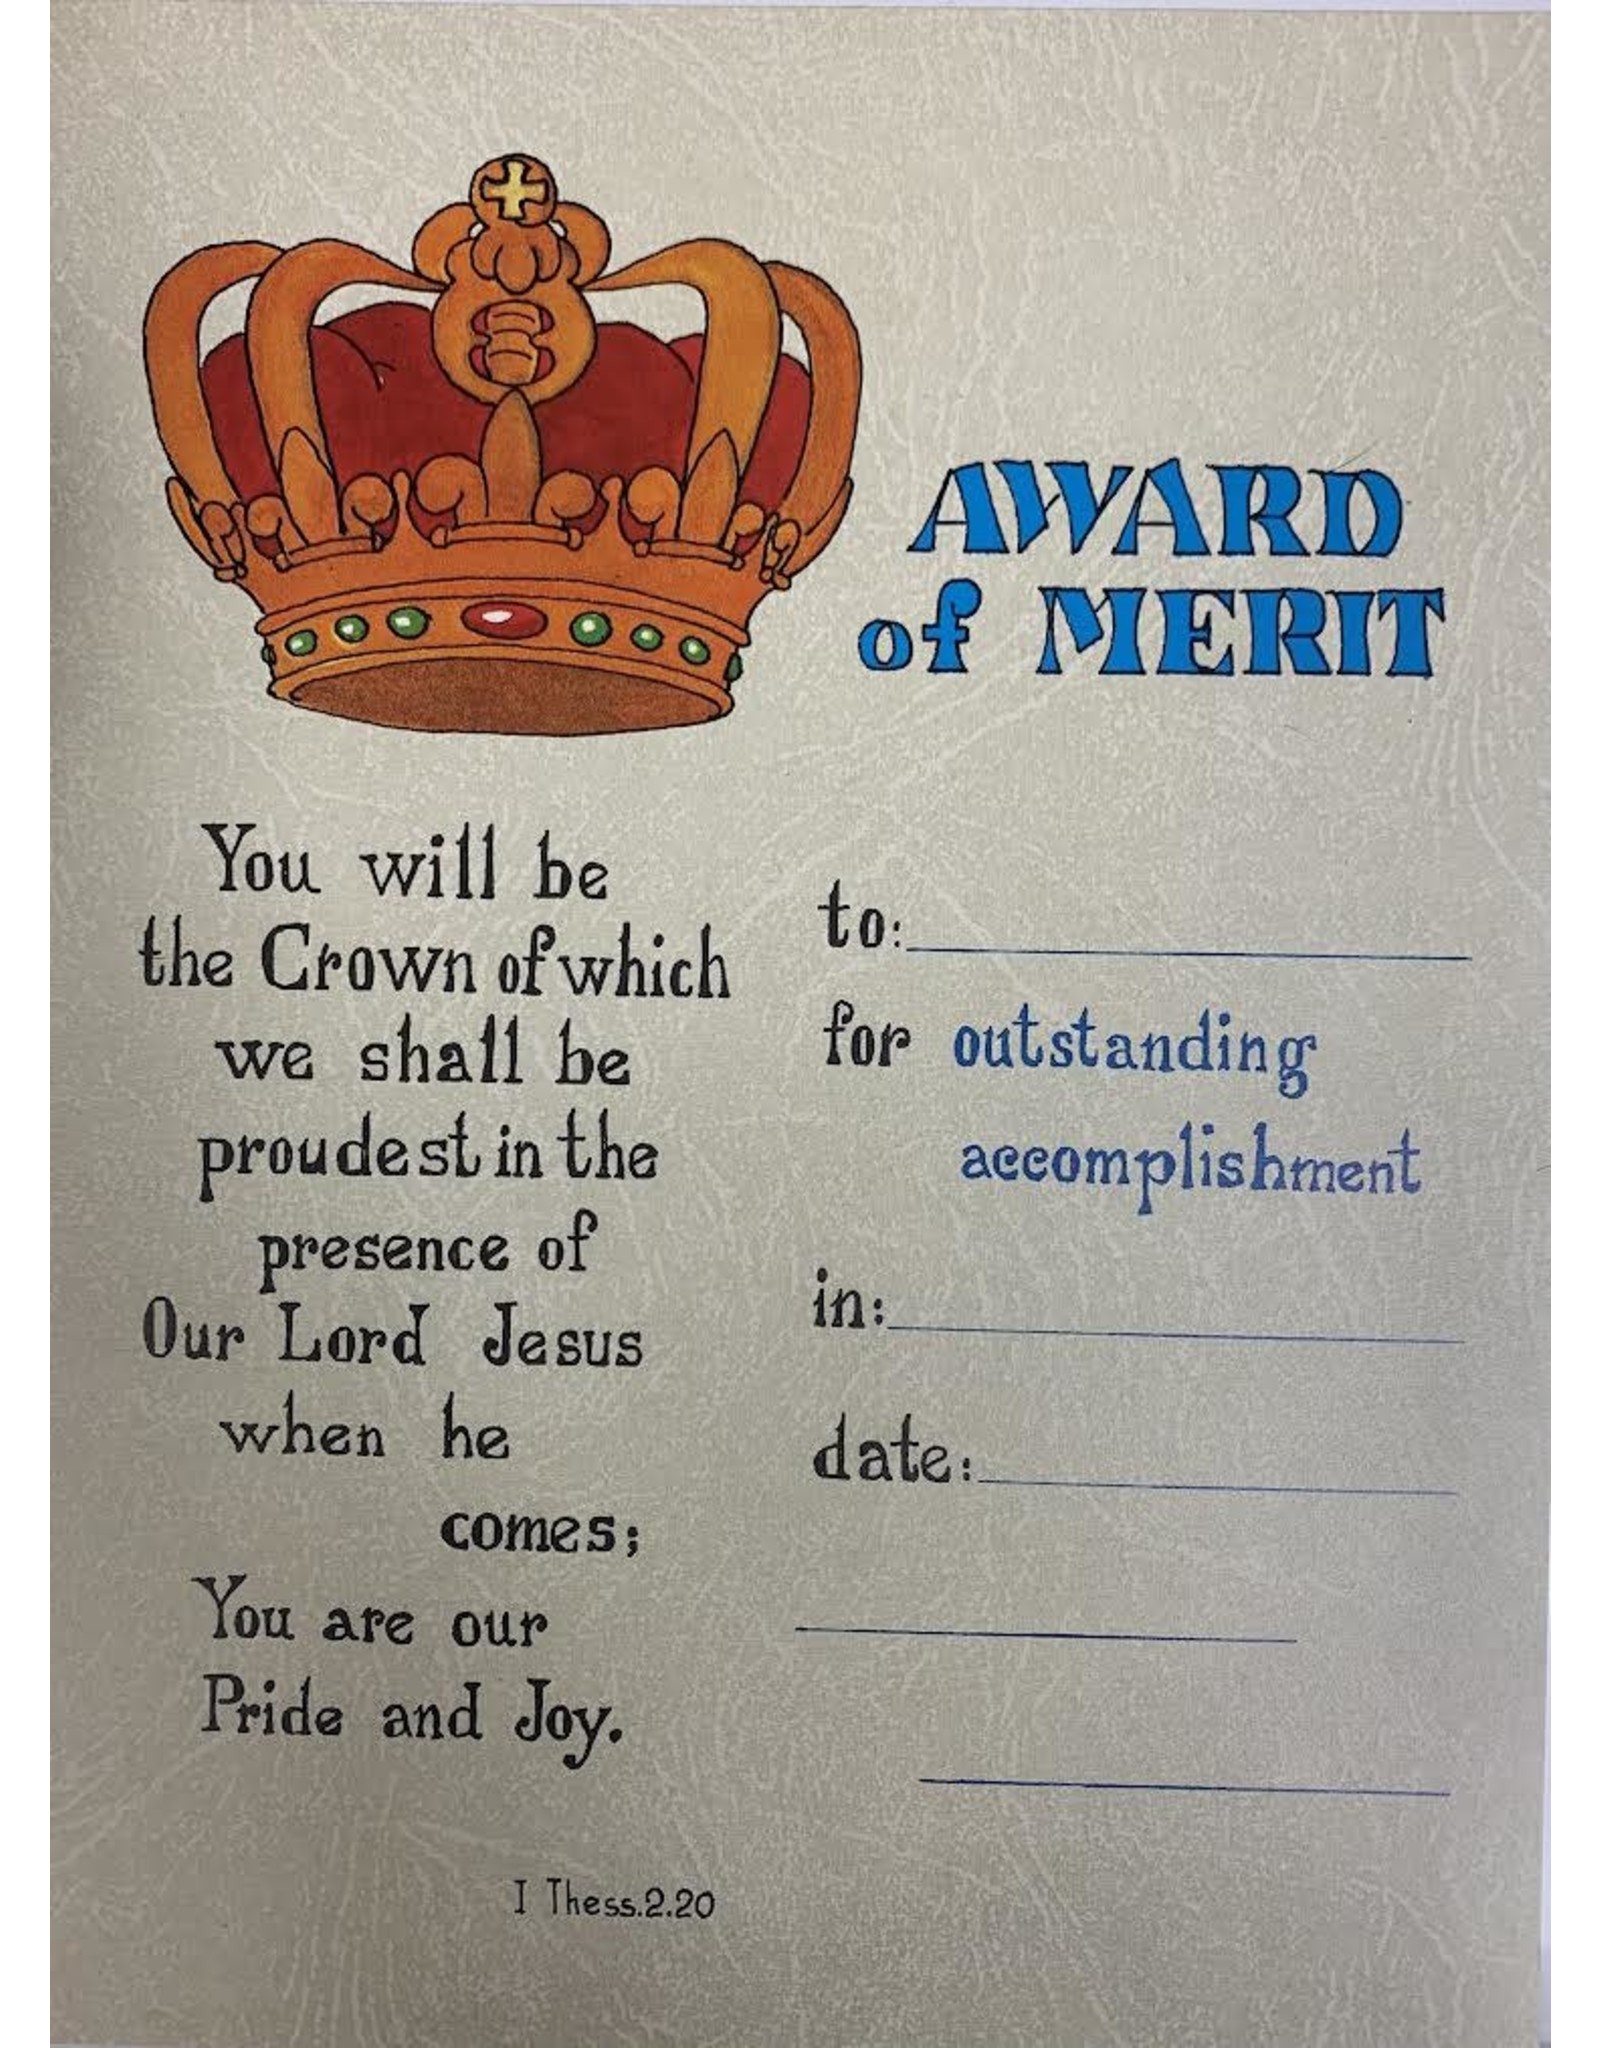 AWARD
of MERIT
You will be
the Crown of which
we shall be
proudest in the
presence of
Our Lord Jesus
when he
comes;
You are our
Pride and Joy.
I Thess.2.20
to:
for outstanding
accomplishment
in:
date: